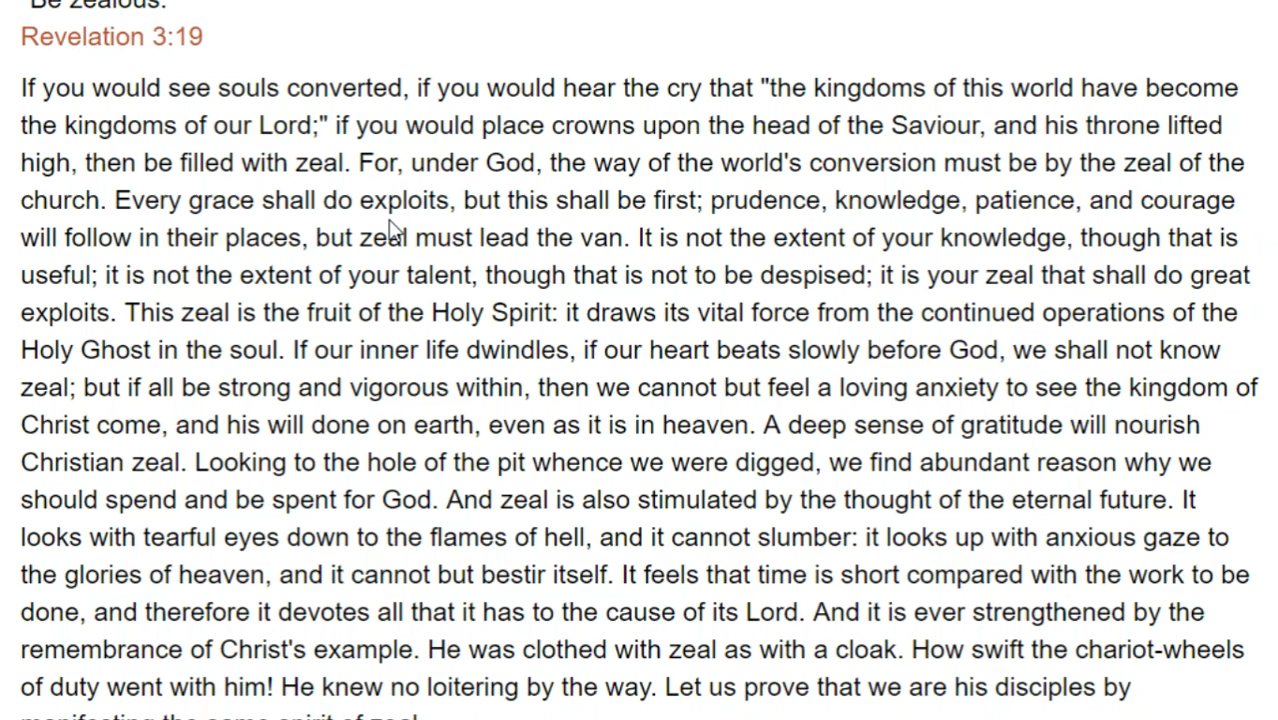 "Be zealous."
Revelation 3:19
If you would see souls converted, if you would hear the cry that "the kingdoms of this world have become
the kingdoms of our Lord;" if you would place crowns upon the head of the Saviour, and his throne lifted
high, then be filled with zeal. For, under God, the way of the world's conversion must be by the zeal of the
church. Every grace shall do exploits, but this shall be first; prudence, knowledge, patience, and courage
will follow in their places, but zeal must lead the van. It is not the extent of your knowledge, though that is
useful; it is not the extent of your talent, though that is not to be despised; it is your zeal that shall do great
exploits. This zeal is the fruit of the Holy Spirit: it draws its vital force from the continued operations of the
Holy Ghost in the soul. If our inner life dwindles, if our heart beats slowly before God, we shall not know
zeal; but if all be strong and vigorous within, then we cannot but feel a loving anxiety to see the kingdom of
Christ come, and his will done on earth, even as it is in heaven. A deep sense of gratitude will nourish
Christian zeal. Looking to the hole of the pit whence we were digged, we find abundant reason why we
should spend and be spent for God. And zeal is also stimulated by the thought of the eternal future. It
looks with tearful eyes down to the flames of hell, and it cannot slumber: it looks up with anxious gaze to
the glories of heaven, and it cannot but bestir itself. It feels that time is short compared with the work to be
done, and therefore it devotes all that it has to the cause of its Lord. And it is ever strengthened by the
remembrance of Christ's example. He was clothed with zeal as with a cloak. How swift the chariot-wheels
of duty went with him! He knew no loitering by the way. Let us prove that we are his disciples by
manifesting the same spirit of zeal.